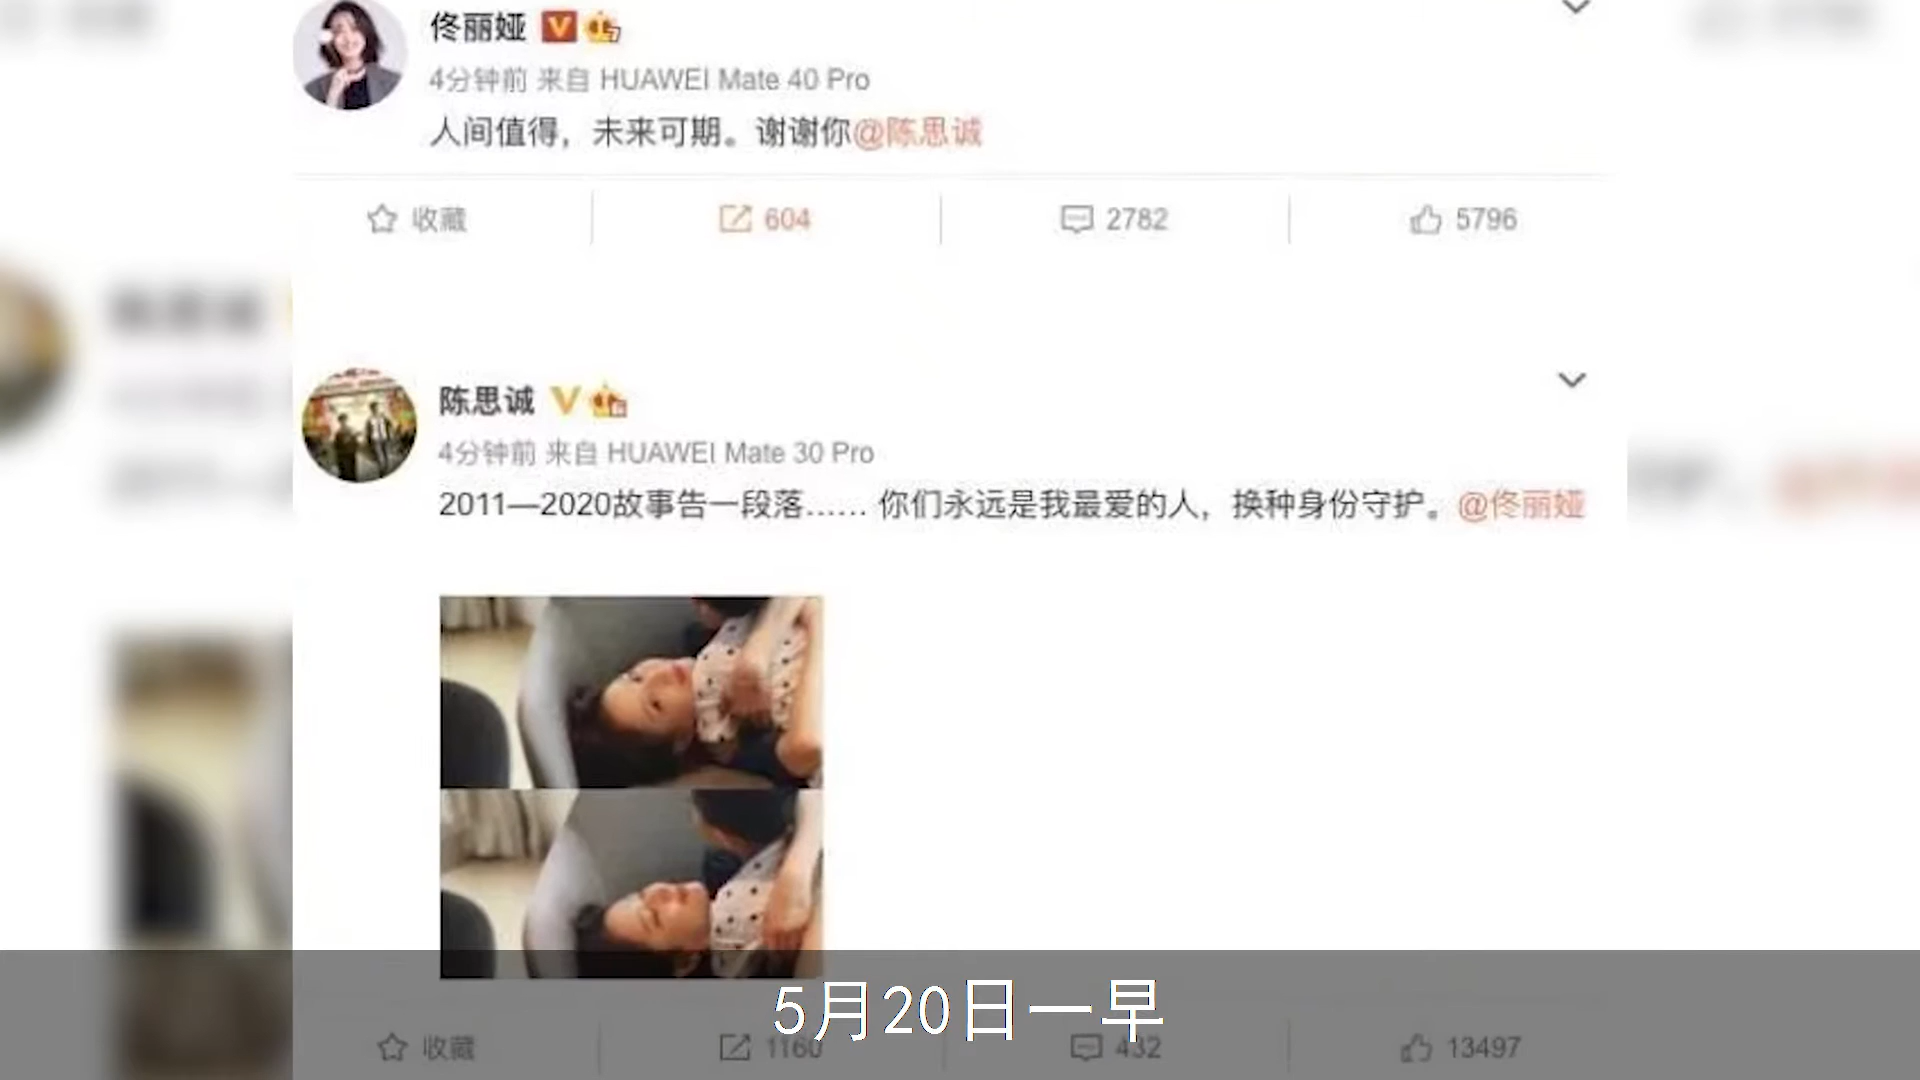 佟丽娅
4分钟前 来自 HUAWEI Mate 40 Pro
人间值得，未来可期。谢谢你@陈思诚
收藏 604 2782 5796
陈思诚
4分钟前 来自 HUAWEI Mate 30 Pro
2011—2020故事告一段落…… 你们永远是我最爱的人，换种身份守护。@佟丽娅
5月20日一早
收藏 1160 432 13497